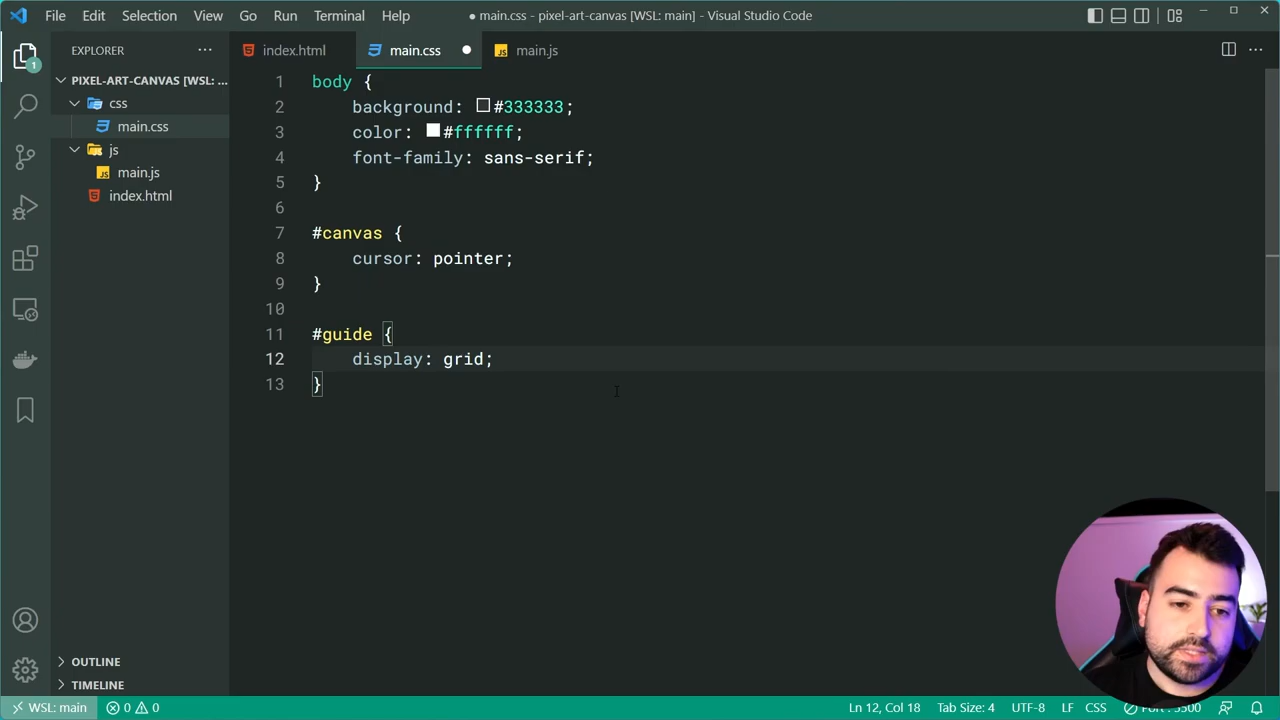 File Edit Selection View Go Run Terminal Help ● main.css - pixel-art-canvas [WSL: main] - Visual Studio Code
EXPLORER
index.html
main.css
main.js
PIXEL-ART-CANVAS [WSL: ...
css
main.css
js
main.js
index.html
1 body {
2 background: #333333;
3 color: #ffffff;
4 font-family: sans-serif;
5 }
6
7 #canvas {
8 cursor: pointer;
9 }
10
11 #guide {
12 display: grid;
13 }
1
OUTLINE
TIMELINE
WSL: main 0 0 Ln 12, Col 18 Tab Size: 4 UTF-8 LF CSS Port : 5500